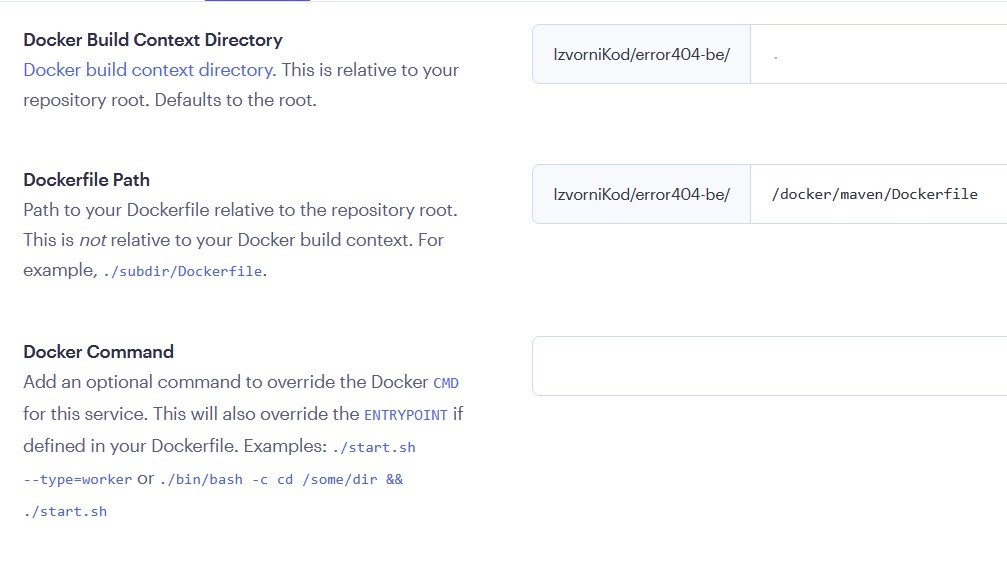 Docker Build Context Directory
Docker build context directory. This is relative to your
repository root. Defaults to the root.
IzvorniKod/error404-be/ .
Dockerfile Path
Path to your Dockerfile relative to the repository root.
This is not relative to your Docker build context. For
example, ./subdir/Dockerfile.
IzvorniKod/error404-be/ /docker/maven/Dockerfile
Docker Command
Add an optional command to override the Docker CMD
for this service. This will also override the ENTRYPOINT if
defined in your Dockerfile. Examples: ./start.sh
--type=worker or ./bin/bash -c cd /some/dir &&
./start.sh